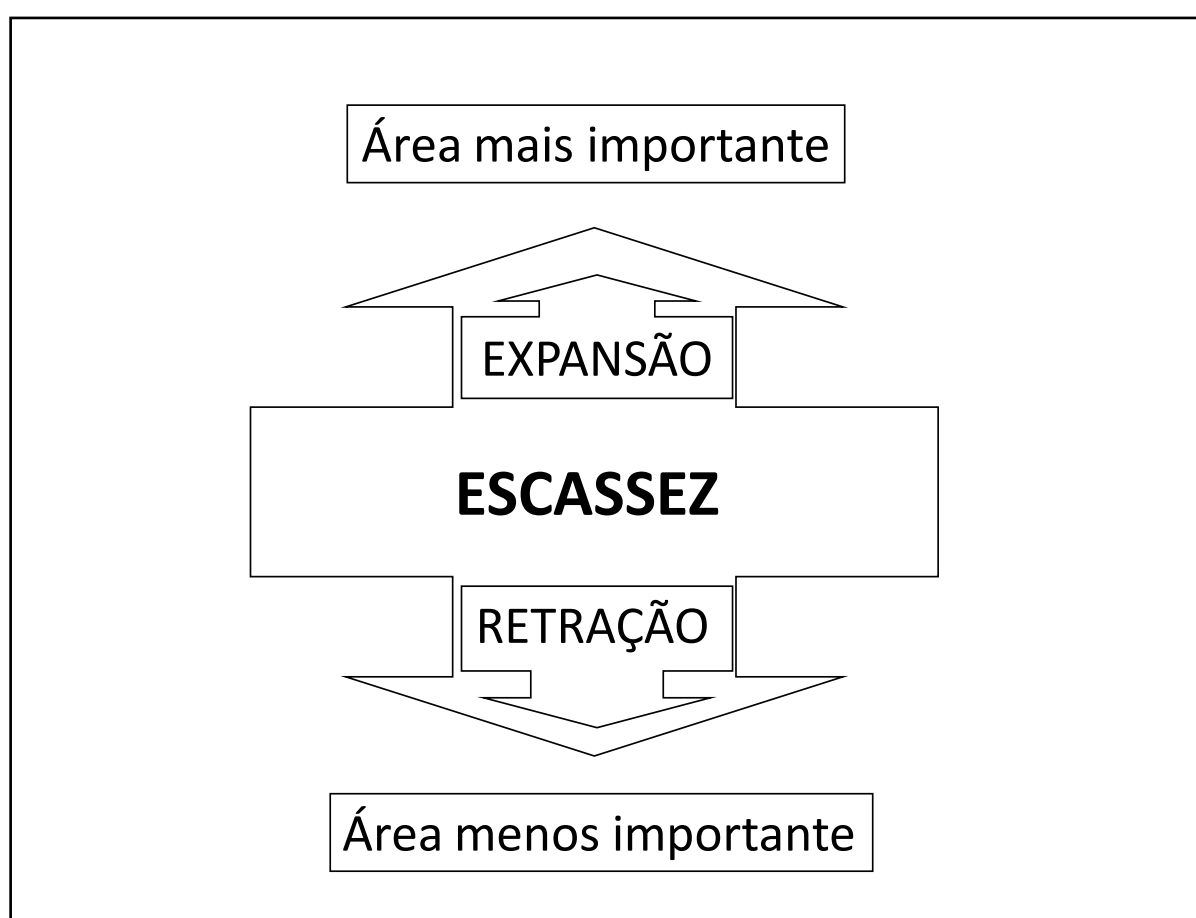 Área mais importante
EXPANSÃO
ESCASSEZ
RETRAÇÃO
Área menos importante